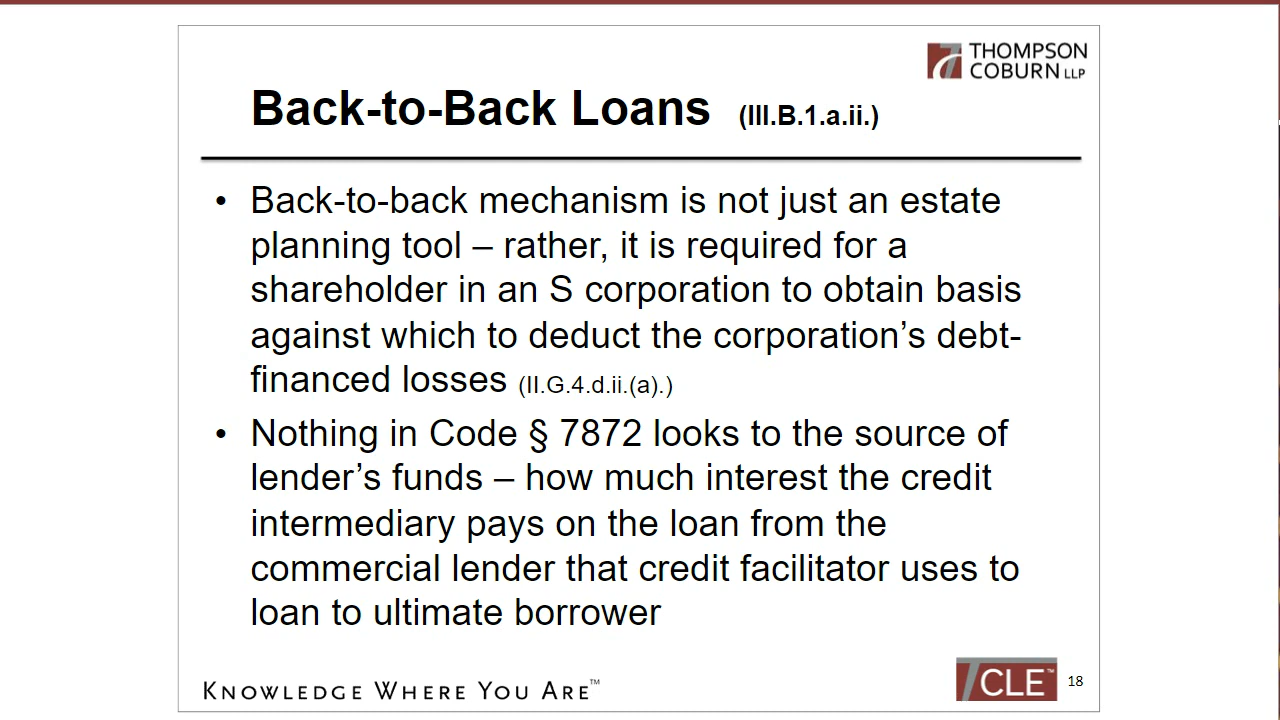 THOMPSON
COBURN LLP
Back-to-Back Loans (III.B.1.a.ii.)
• Back-to-back mechanism is not just an estate
planning tool – rather, it is required for a
shareholder in an S corporation to obtain basis
against which to deduct the corporation’s debt-
financed losses (II.G.4.d.ii.(a).)
• Nothing in Code § 7872 looks to the source of
lender’s funds – how much interest the credit
intermediary pays on the loan from the
commercial lender that credit facilitator uses to
loan to ultimate borrower
KNOWLEDGE WHERE YOU ARE™
CLE™ 18